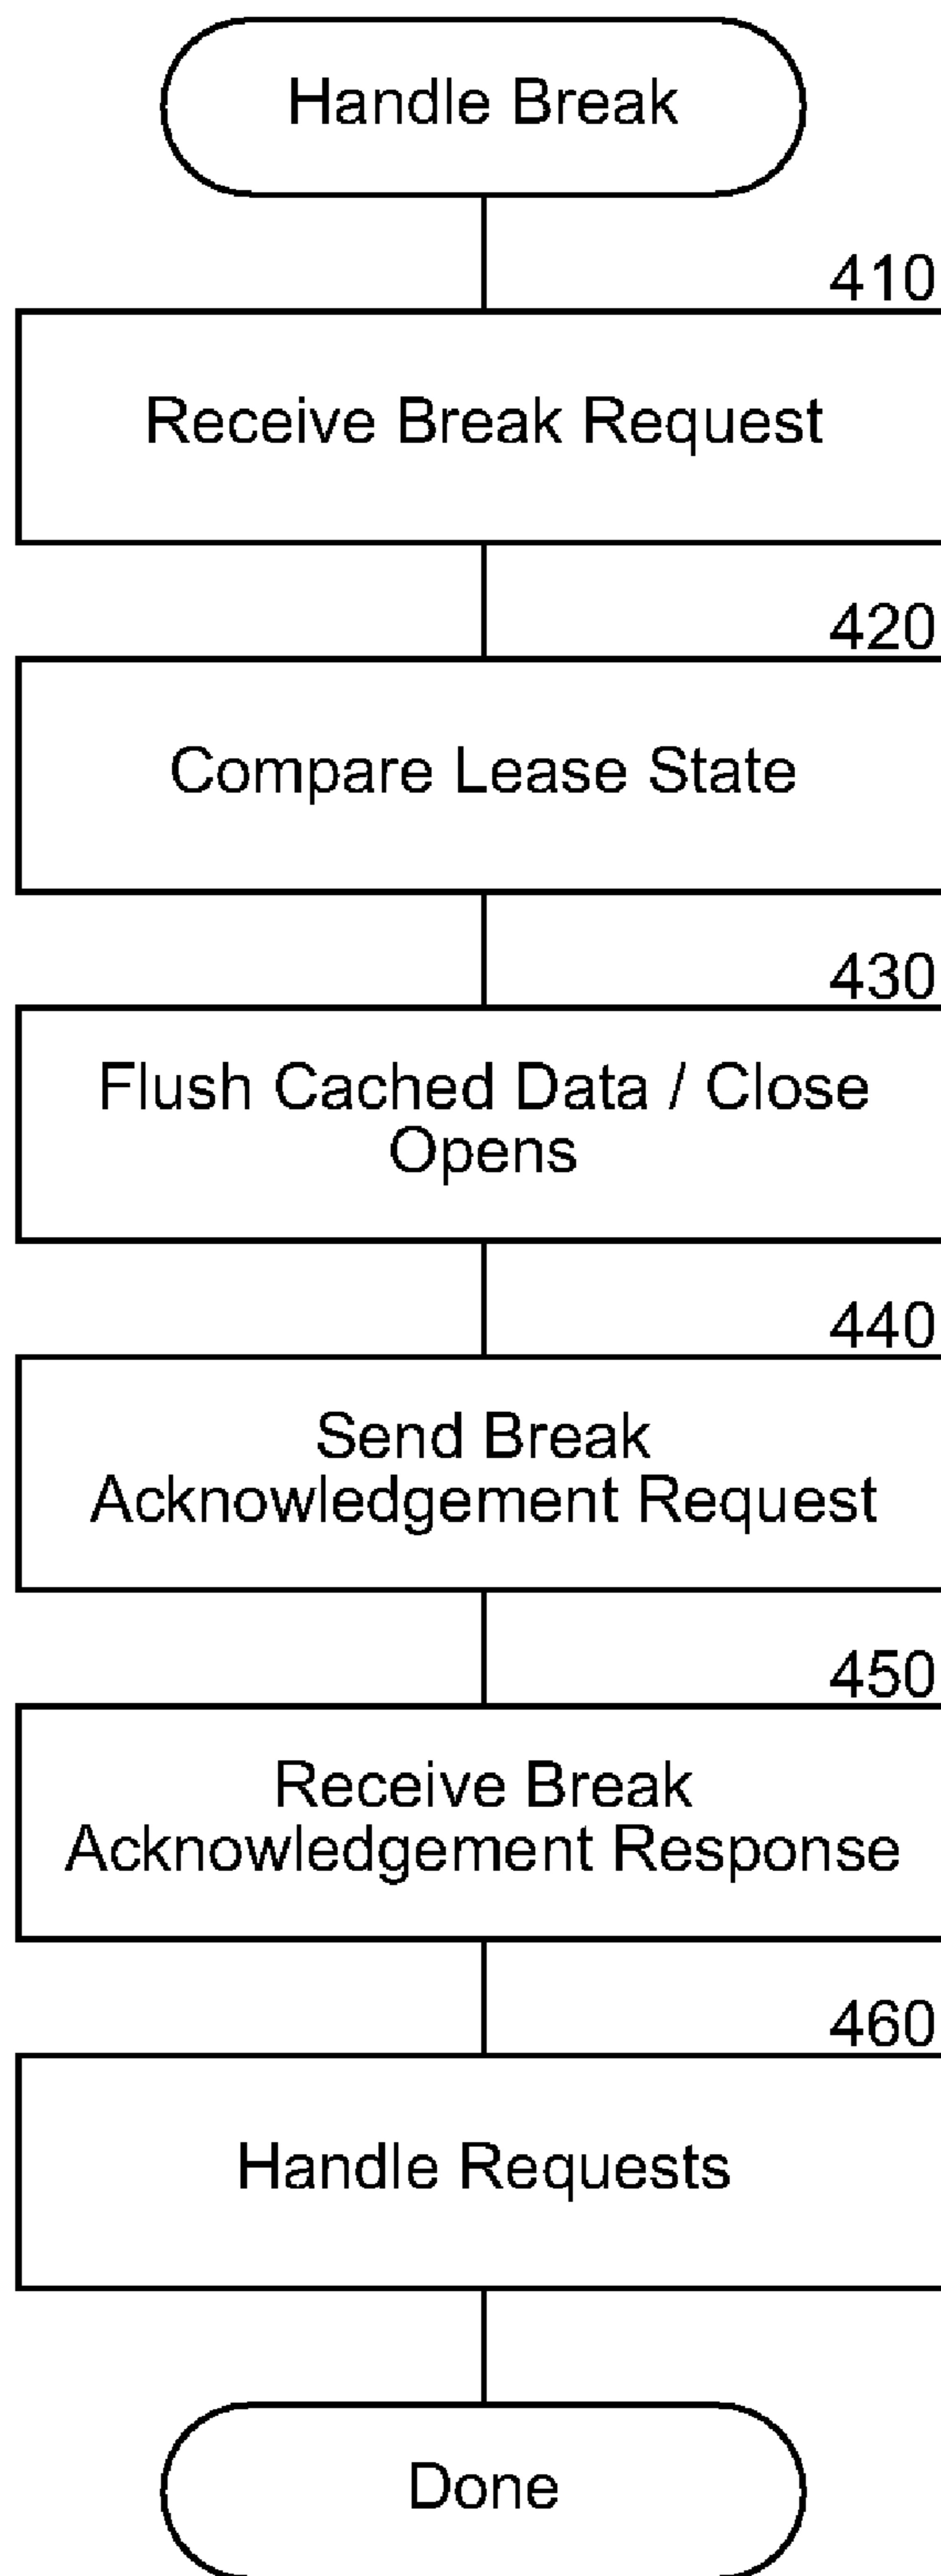 Handle Break
410
Receive Break Request
420
Compare Lease State
430
Flush Cached Data / Close
Opens
440
Send Break
Acknowledgement Request
450
Receive Break
Acknowledgement Response
460
Handle Requests
Done